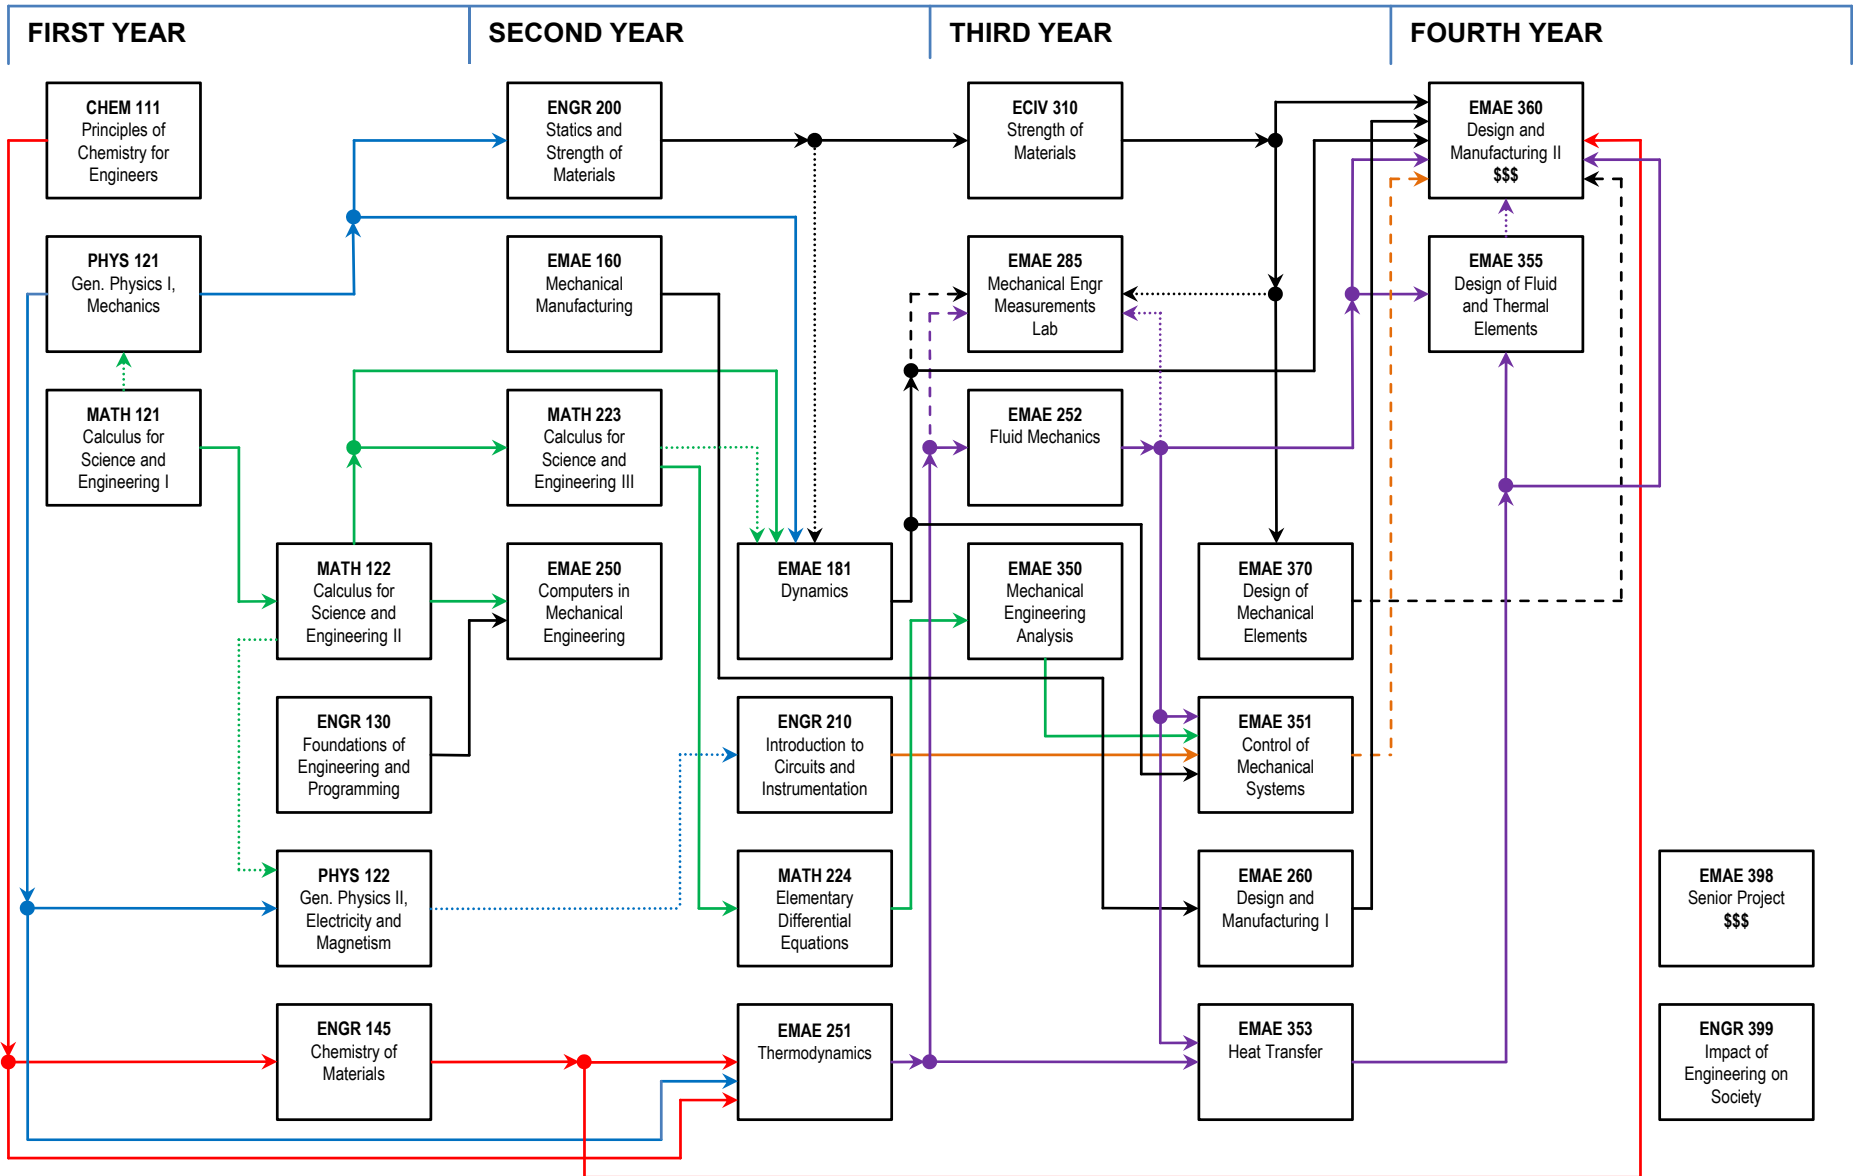 FIRST YEAR
SECOND YEAR
THIRD YEAR
FOURTH YEAR
CHEM 111
Principles of
Chemistry for
Engineers
PHYS 121
Gen. Physics I,
Mechanics
MATH 121
Calculus for
Science and
Engineering I
MATH 122
Calculus for
Science and
Engineering II
ENGR 130
Foundations of
Engineering and
Programming
PHYS 122
Gen. Physics II,
Electricity and
Magnetism
ENGR 145
Chemistry of
Materials
ENGR 200
Statics and
Strength of
Materials
EMAE 160
Mechanical
Manufacturing
MATH 223
Calculus for
Science and
Engineering III
EMAE 250
Computers in
Mechanical
Engineering
EMAE 181
Dynamics
ENGR 210
Introduction to
Circuits and
Instrumentation
MATH 224
Elementary
Differential
Equations
EMAE 251
Thermodynamics
ECIV 310
Strength of
Materials
EMAE 285
Mechanical Engr
Measurements
Lab
EMAE 252
Fluid Mechanics
EMAE 350
Mechanical
Engineering
Analysis
EMAE 370
Design of
Mechanical
Elements
EMAE 351
Control of
Mechanical
Systems
EMAE 260
Design and
Manufacturing I
EMAE 353
Heat Transfer
EMAE 360
Design and
Manufacturing II
$$$
EMAE 355
Design of Fluid
and Thermal
Elements
EMAE 398
Senior Project
$$$
ENGR 399
Impact of
Engineering on
Society